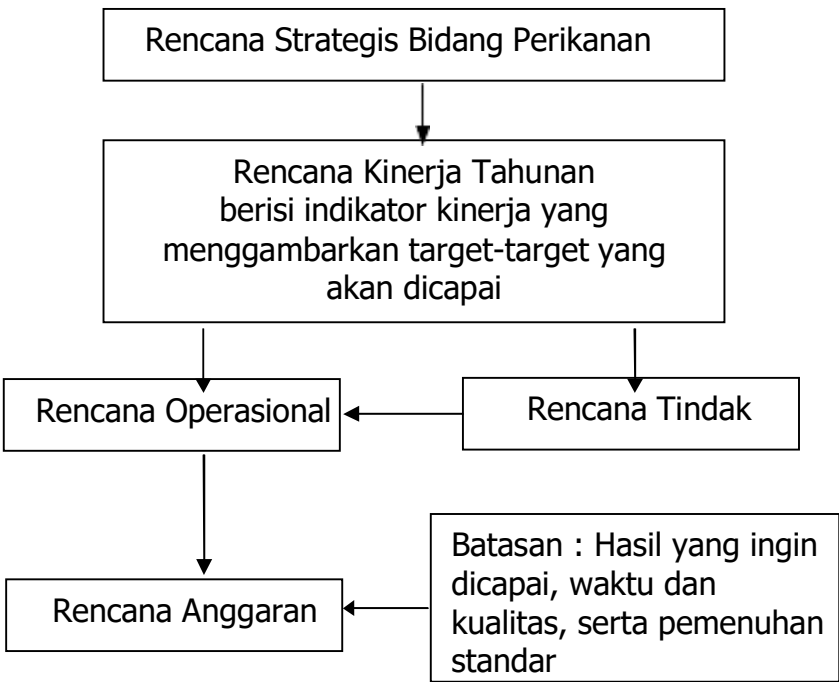 Rencana Strategis Bidang Perikanan
Rencana Kinerja Tahunan
berisi indikator kinerja yang
menggambarkan target-target yang
akan dicapai
Rencana Operasional
Rencana Tindak
Rencana Anggaran
Batasan : Hasil yang ingin
dicapai, waktu dan
kualitas, serta pemenuhan
standar